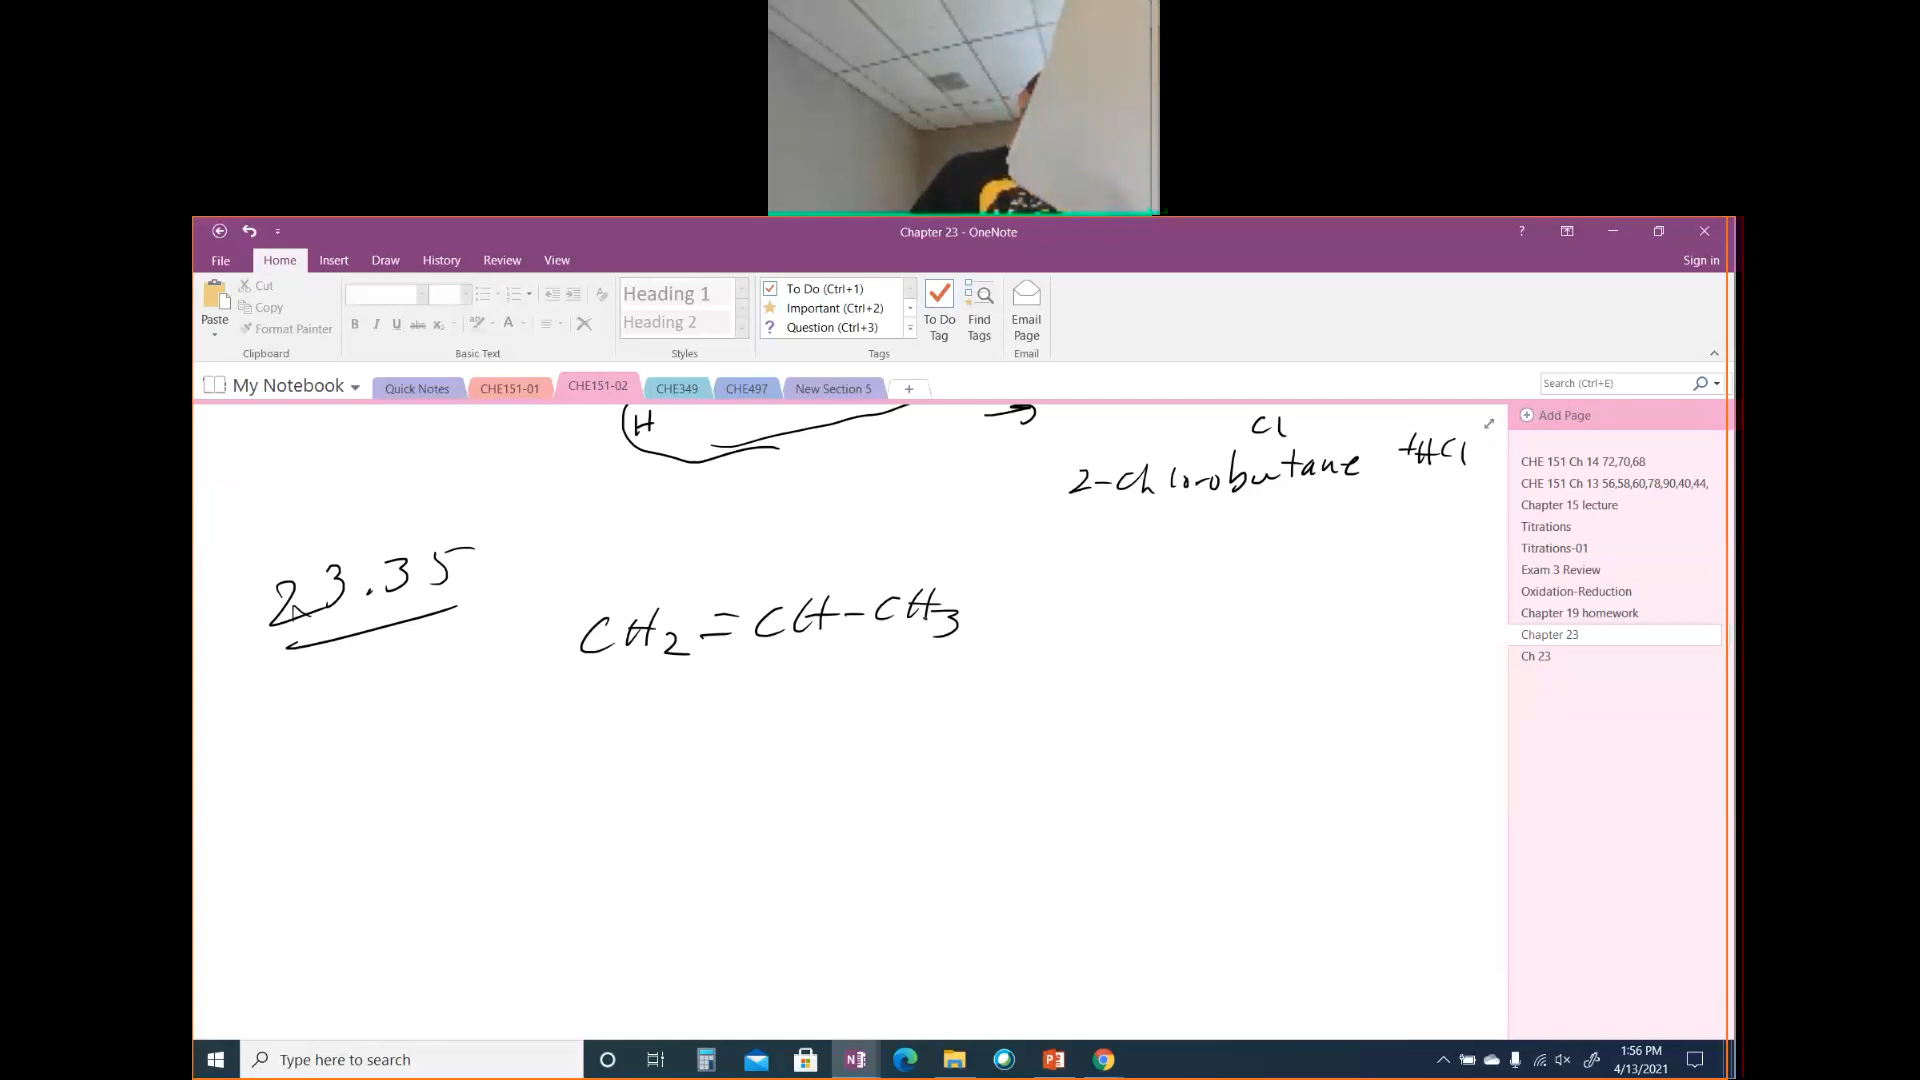 Chapter 23 - OneNote
?
File Home Insert Draw History Review View
Sign in
Paste
Cut
Copy
Format Painter
Clipboard
B I U abc x₂ A
Basic Text
Heading 1
Heading 2
Styles
To Do (Ctrl+1)
Important (Ctrl+2)
? Question (Ctrl+3)
Tags
To Do
Tag
Find
Tags
Email
Page
Email
My Notebook
Quick Notes CHE151-01 CHE151-02 CHE349 CHE497 New Section 5 +
Search (Ctrl+E)
H
Cl
2-chlorobutane +HCl
23.35
CH₂=CH-CH₃
Add Page
CHE 151 Ch 14 72,70,68
CHE 151 Ch 13 56,58,60,78,90,40,44,
Chapter 15 lecture
Titrations
Titrations-01
Exam 3 Review
Oxidation-Reduction
Chapter 19 homework
Chapter 23
Ch 23
Type here to search
1:56 PM
4/13/2021